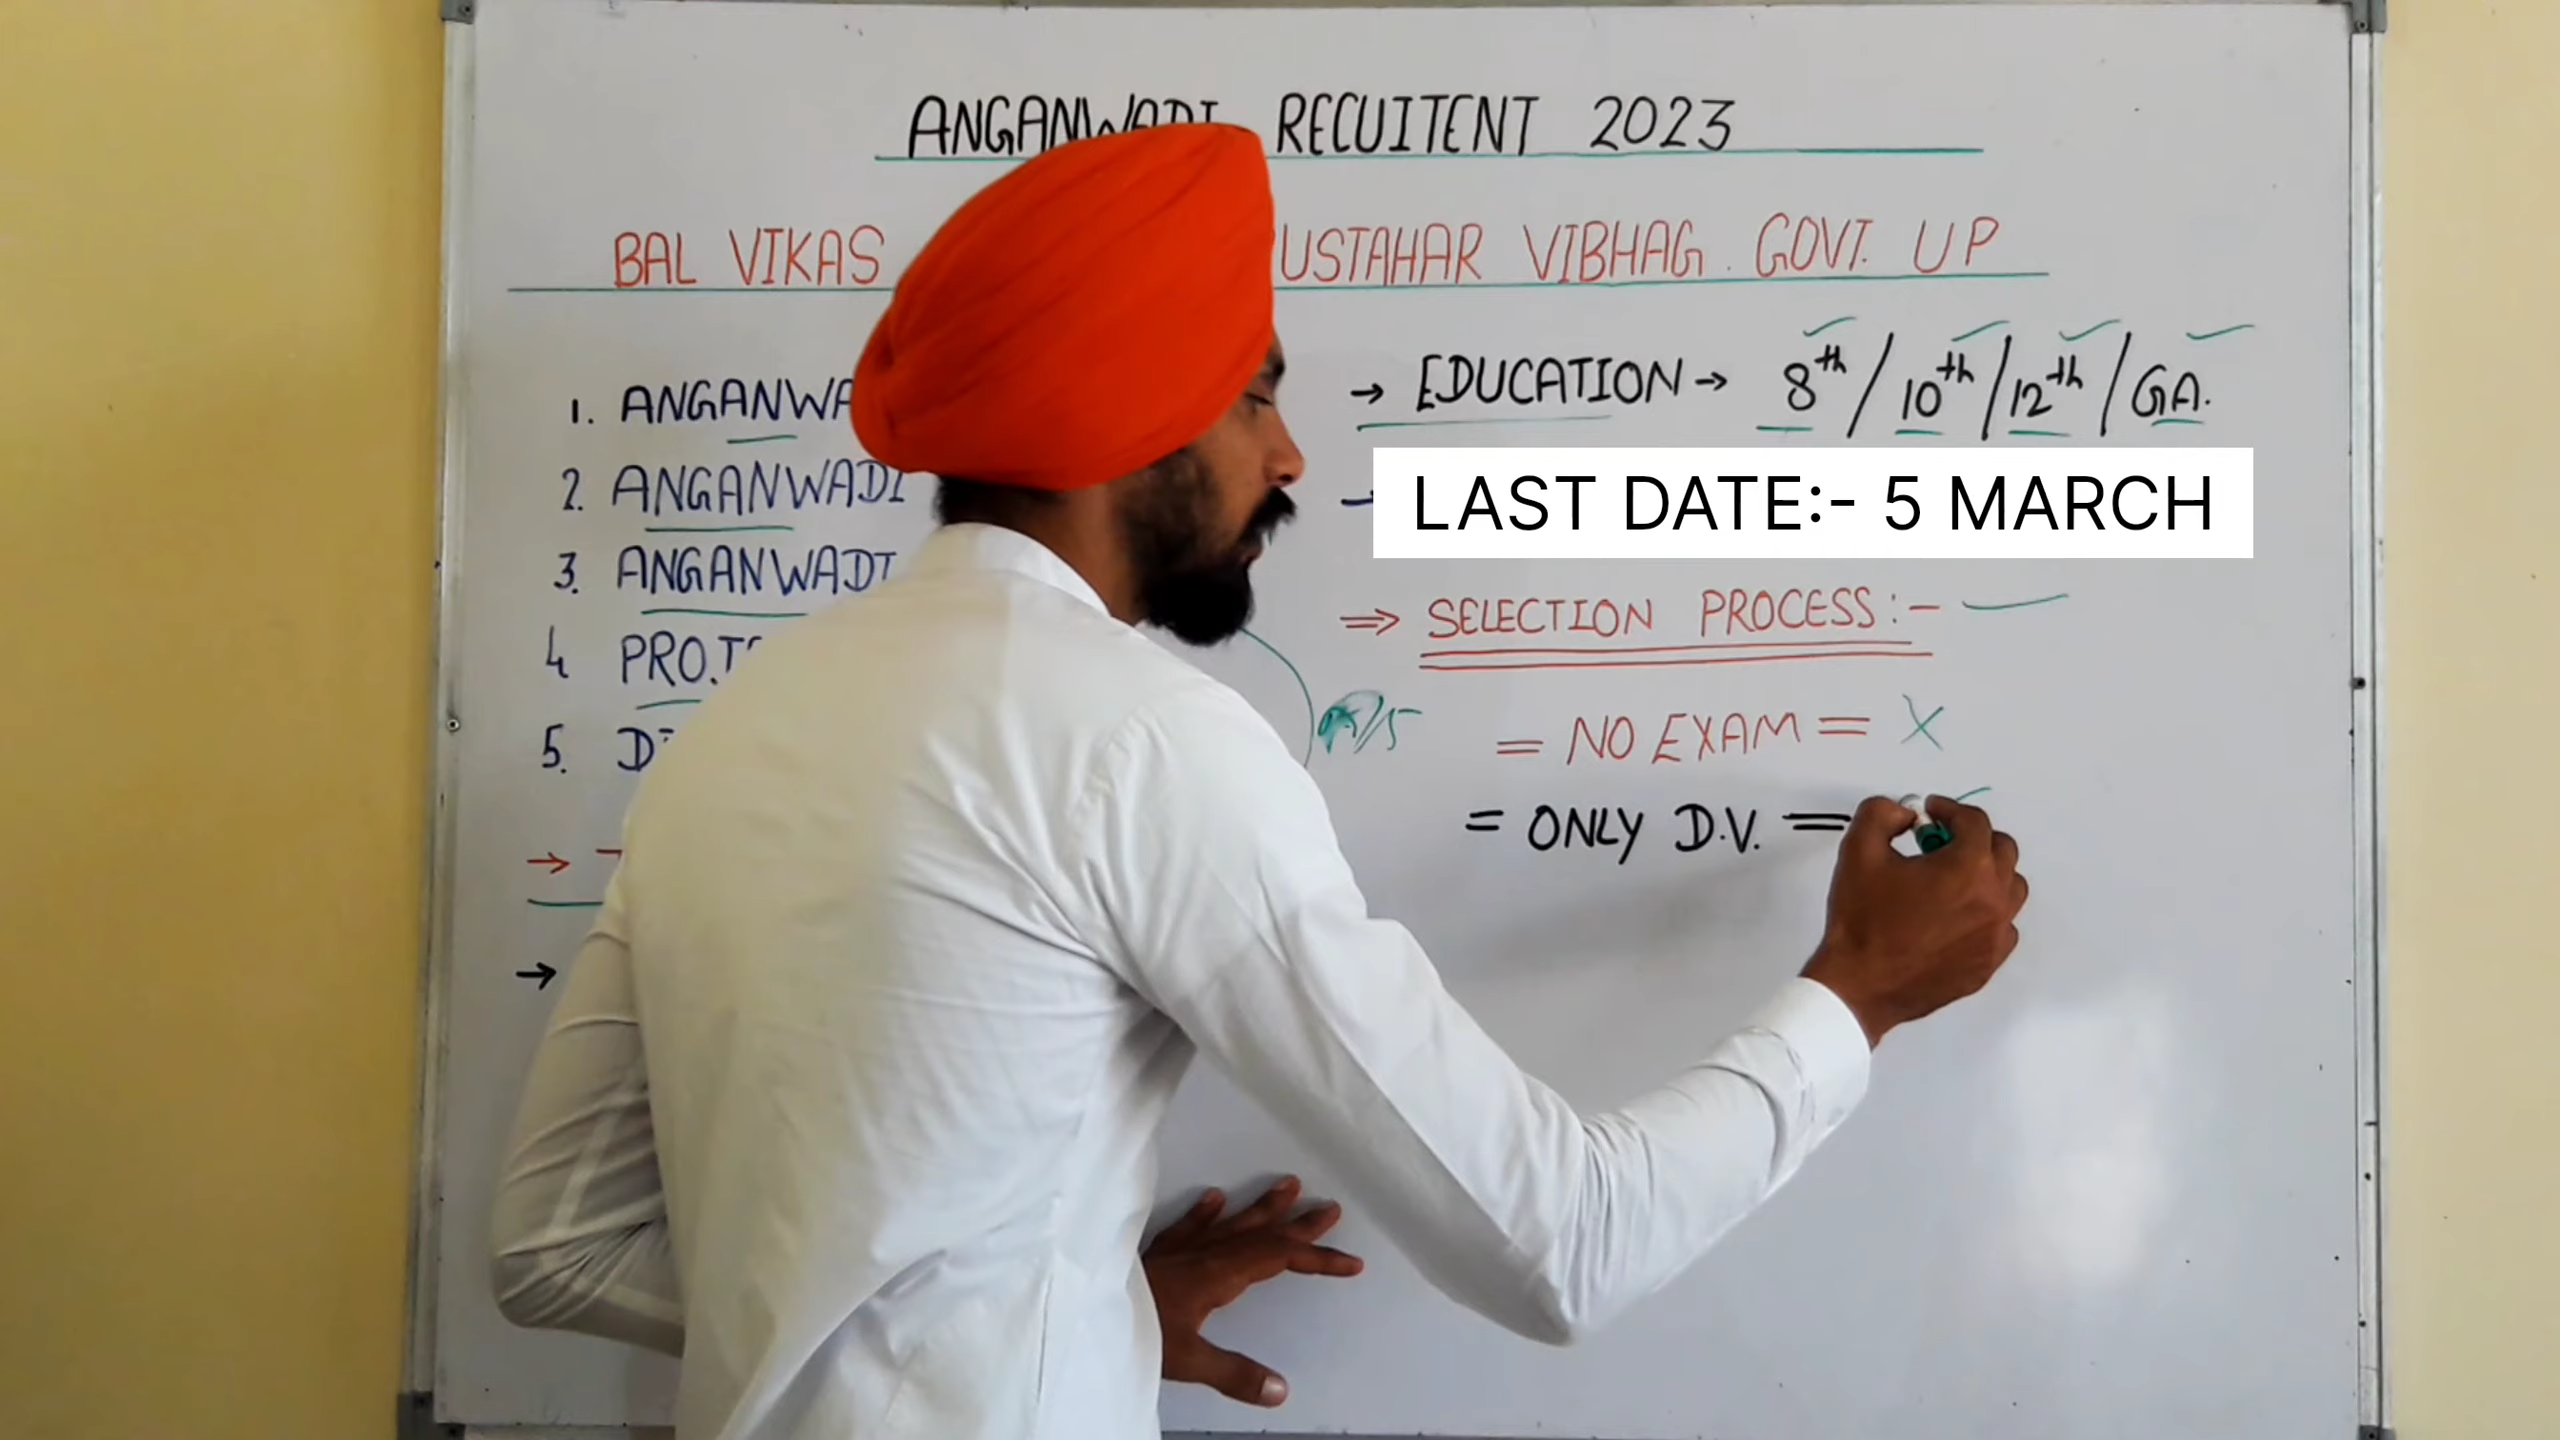 ANGANWADI RECUITENT 2023
BAL VIKAS USTAHAR VIBHAG. GOVT. UP
1. ANGANWA
2. ANGANWADI
3. ANGANWADI
4 PRO.
5.
→ EDUCATION → 8th / 10th / 12th / GA.
LAST DATE:- 5 MARCH
⇒ SELECTION PROCESS:-
= NO EXAM = X
= ONLY D.V. =